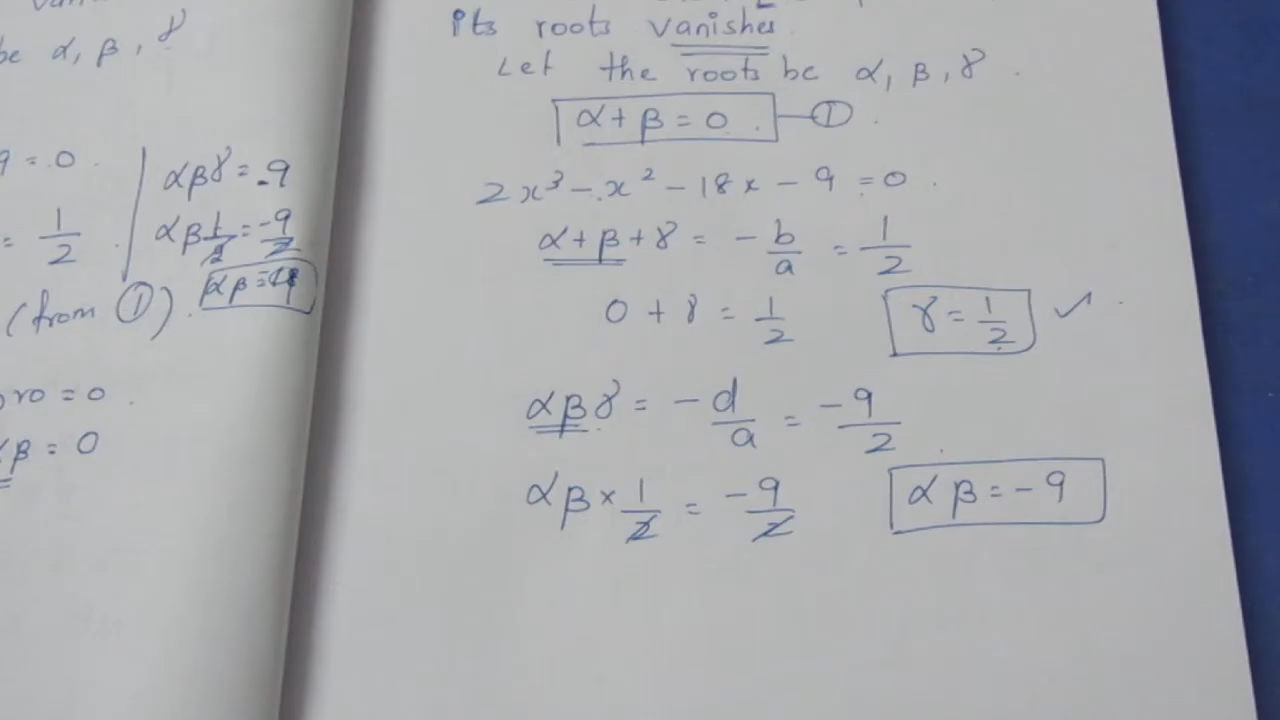 be α, β, γ
9 = 0.
= 1/2
(from ①).
= 0.
β = 0
αβγ = -9
αβ 1/2 = -9/2
its roots vanishes
Let the roots be α, β, γ.
α + β = 0. — ①.
2x³ - x² - 18x - 9 = 0.
α + β + γ = -b/a = 1/2
0 + γ = 1/2 γ = 1/2 ✓
αβγ = -d/a = -9/2
αβ × 1/2 = -9/2 αβ = -9